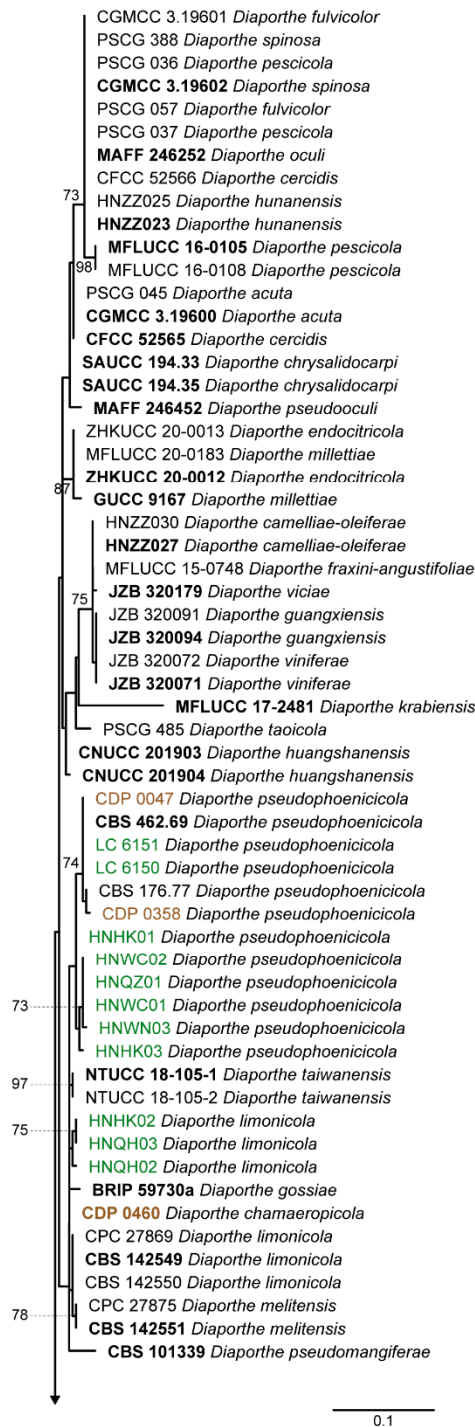 CGMCC 3.19601 Diaporthe fulvicolor
PSCG 388 Diaporthe spinosa
PSCG 036 Diaporthe pescicola
CGMCC 3.19602 Diaporthe spinosa
PSCG 057 Diaporthe fulvicolor
PSCG 037 Diaporthe pescicola
MAFF 246252 Diaporthe oculi
CFCC 52566 Diaporthe cercidis
73
HNZZ025 Diaporthe hunanensis
HNZZ023 Diaporthe hunanensis
MFLUCC 16-0105 Diaporthe pescicola
98
MFLUCC 16-0108 Diaporthe pescicola
PSCG 045 Diaporthe acuta
CGMCC 3.19600 Diaporthe acuta
CFCC 52565 Diaporthe cercidis
SAUCC 194.33 Diaporthe chrysalidocarpi
SAUCC 194.35 Diaporthe chrysalidocarpi
MAFF 246452 Diaporthe pseudooculi
ZHKUCC 20-0013 Diaporthe endocitricola
MFLUCC 20-0183 Diaporthe millettiae
ZHKUCC 20-0012 Diaporthe endocitricola
87
GUCC 9167 Diaporthe millettiae
HNZZ030 Diaporthe camelliae-oleiferae
HNZZ027 Diaporthe camelliae-oleiferae
MFLUCC 15-0748 Diaporthe fraxini-angustifoliae
JZB 320179 Diaporthe viciae
75
JZB 320091 Diaporthe guangxiensis
JZB 320094 Diaporthe guangxiensis
JZB 320072 Diaporthe viniferae
JZB 320071 Diaporthe viniferae
MFLUCC 17-2481 Diaporthe krabiensis
PSCG 485 Diaporthe taoicola
CNUCC 201903 Diaporthe huangshanensis
CNUCC 201904 Diaporthe huangshanensis
CDP 0047 Diaporthe pseudophoenicicola
CBS 462.69 Diaporthe pseudophoenicicola
LC 6151 Diaporthe pseudophoenicicola
74
LC 6150 Diaporthe pseudophoenicicola
CBS 176.77 Diaporthe pseudophoenicicola
CDP 0358 Diaporthe pseudophoenicicola
HNHK01 Diaporthe pseudophoenicicola
HNWC02 Diaporthe pseudophoenicicola
HNQZ01 Diaporthe pseudophoenicicola
73
HNWC01 Diaporthe pseudophoenicicola
HNWN03 Diaporthe pseudophoenicicola
HNHK03 Diaporthe pseudophoenicicola
NTUCC 18-105-1 Diaporthe taiwanensis
97
NTUCC 18-105-2 Diaporthe taiwanensis
HNHK02 Diaporthe limonicola
75
HNQH03 Diaporthe limonicola
HNQH02 Diaporthe limonicola
BRIP 59730a Diaporthe gossiae
CDP 0460 Diaporthe chamaeropicola
CPC 27869 Diaporthe limonicola
CBS 142549 Diaporthe limonicola
CBS 142550 Diaporthe limonicola
CPC 27875 Diaporthe melitensis
78
CBS 142551 Diaporthe melitensis
CBS 101339 Diaporthe pseudomangiferae
0.1